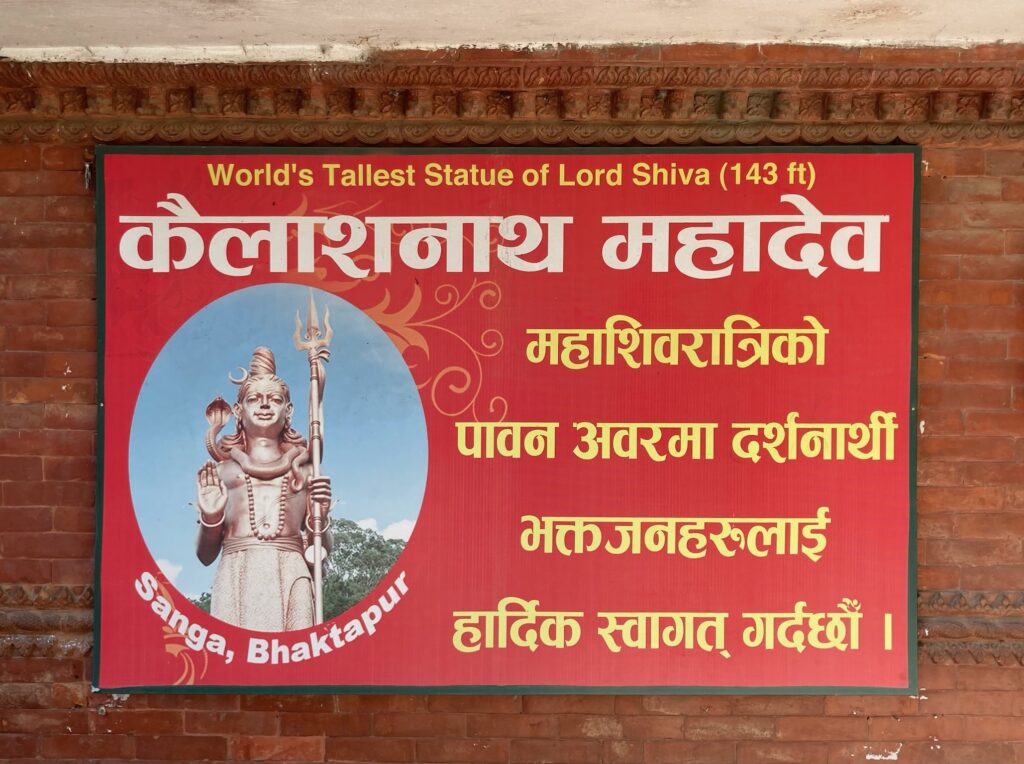 World's Tallest Statue of Lord Shiva (143 ft)
कैलाशनाथ महादेव
महाशिवरात्रिको
पावन अवरमा दर्शनार्थी
भक्तजनहरुलाई
हार्दिक स्वागत् गर्दछौं ।
Sanga, Bhaktapur